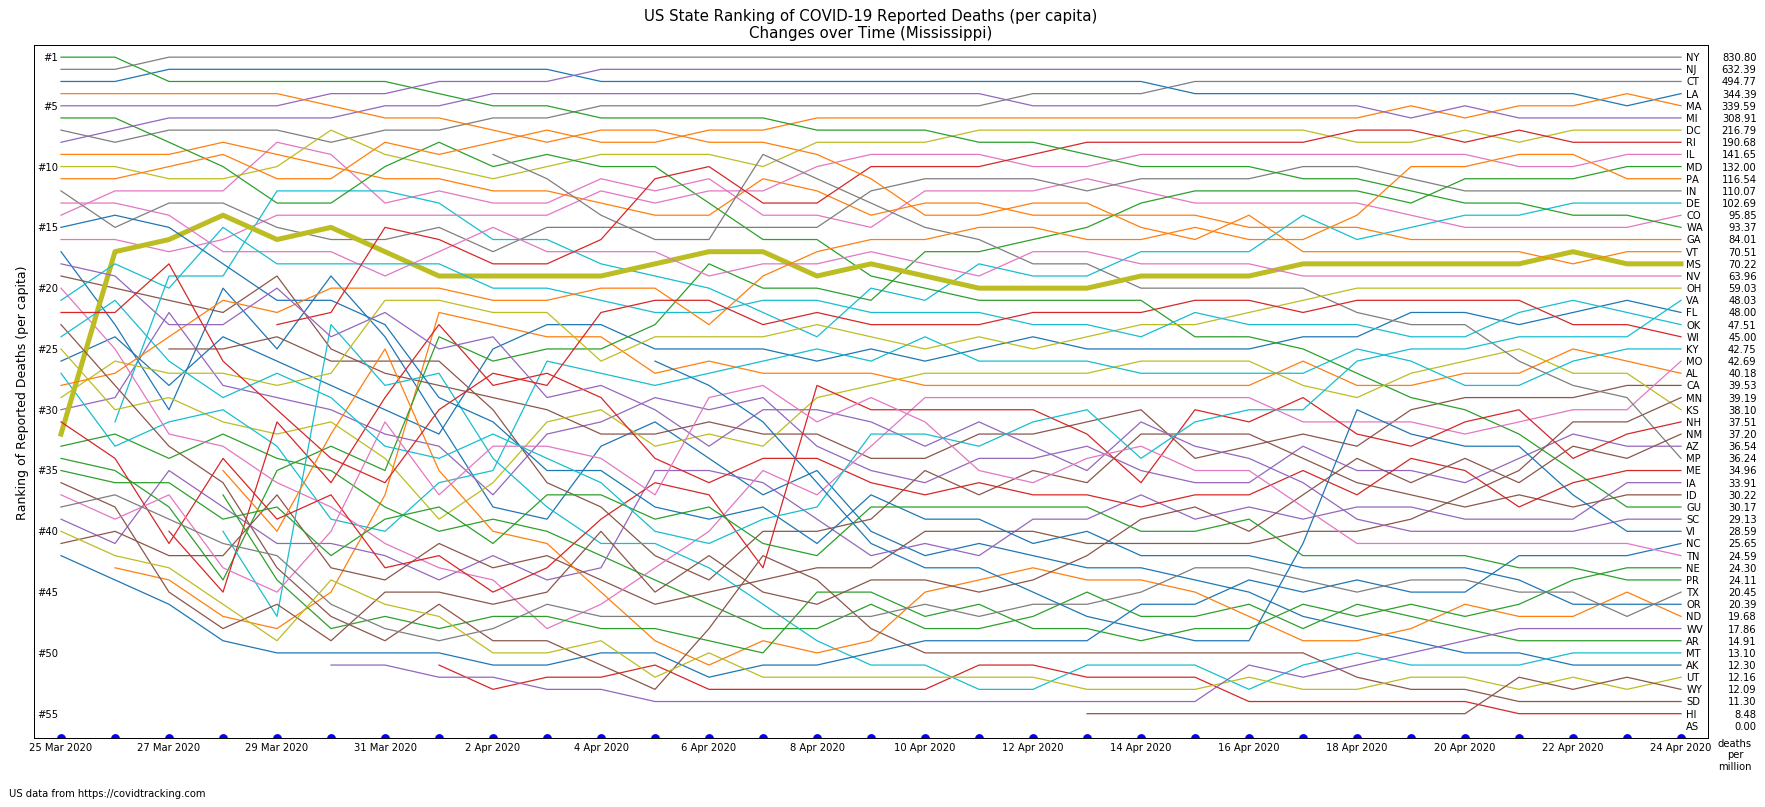 US State Ranking of COVID-19 Reported Deaths (per capita)
Changes over Time (Mississippi)
Ranking of Reported Deaths (per capita)
#1
#5
#10
#15
#20
#25
#30
#35
#40
#45
#50
#55
NY 830.80
NJ 632.39
CT 494.77
LA 344.39
MA 339.59
MI 308.91
DC 216.79
RI 190.68
IL 141.65
MD 132.00
PA 116.54
IN 110.07
DE 102.69
CO 95.85
WA 93.37
GA 84.01
VT 70.51
MS 70.22
NV 63.96
OH 59.03
VA 48.03
FL 48.00
OK 47.51
WI 45.00
KY 42.75
MO 42.69
AL 40.18
CA 39.53
MN 39.19
KS 38.10
NH 37.51
NM 37.20
AZ 36.54
MP 36.24
ME 34.96
IA 33.91
ID 30.22
GU 30.17
SC 29.13
VI 28.59
NC 25.65
TN 24.59
NE 24.30
PR 24.11
TX 20.45
OR 20.39
ND 19.68
WV 17.86
AR 14.91
MT 13.10
AK 12.30
UT 12.16
WY 12.09
SD 11.30
HI 8.48
AS 0.00
25 Mar 2020 27 Mar 2020 29 Mar 2020 31 Mar 2020 2 Apr 2020 4 Apr 2020 6 Apr 2020 8 Apr 2020 10 Apr 2020 12 Apr 2020 14 Apr 2020 16 Apr 2020 18 Apr 2020 20 Apr 2020 22 Apr 2020 24 Apr 2020
deaths
per
million
US data from https://covidtracking.com